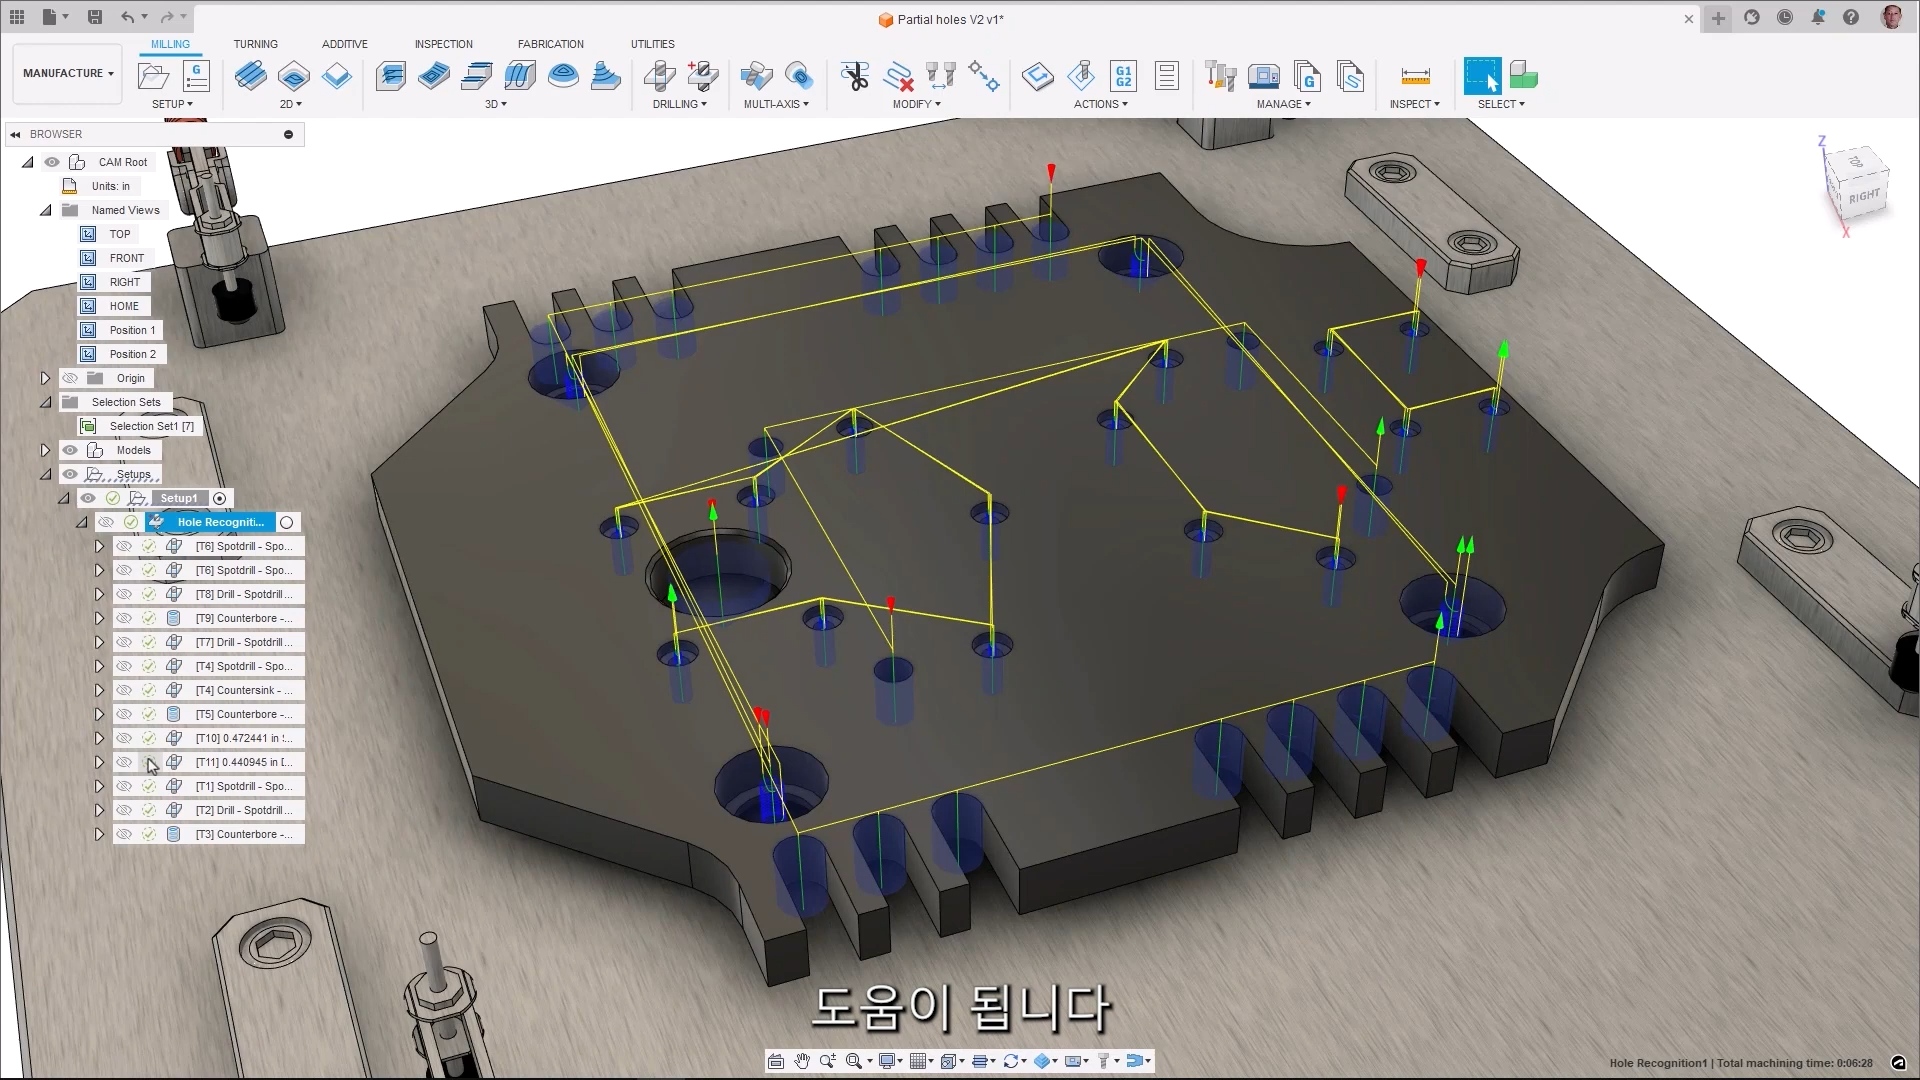 Partial holes V2 v1*
MILLING TURNING ADDITIVE INSPECTION FABRICATION UTILITIES
MANUFACTURE
G1 G2
SETUP 2D 3D DRILLING MULTI-AXIS MODIFY ACTIONS MANAGE INSPECT SELECT
BROWSER
CAM Root
Units: in
Named Views
TOP
FRONT
RIGHT
HOME
Position 1
Position 2
Origin
Selection Sets
Selection Set1 [7]
Models
Setups
Setup1
Hole Recogniti...
[T6] Spotdrill - Spo...
[T6] Spotdrill - Spo...
[T8] Drill - Spotdrill ...
[T9] Counterbore -...
[T7] Drill - Spotdrill ...
[T4] Spotdrill - Spo...
[T4] Countersink - ...
[T5] Counterbore -...
[T10] 0.472441 in ...
[T11] 0.440945 in ...
[T1] Spotdrill - Spo...
[T2] Drill - Spotdrill ...
[T3] Counterbore -...
Z
TOP
RIGHT
X
도움이 됩니다
Hole Recognition1 | Total machining time: 0:06:28